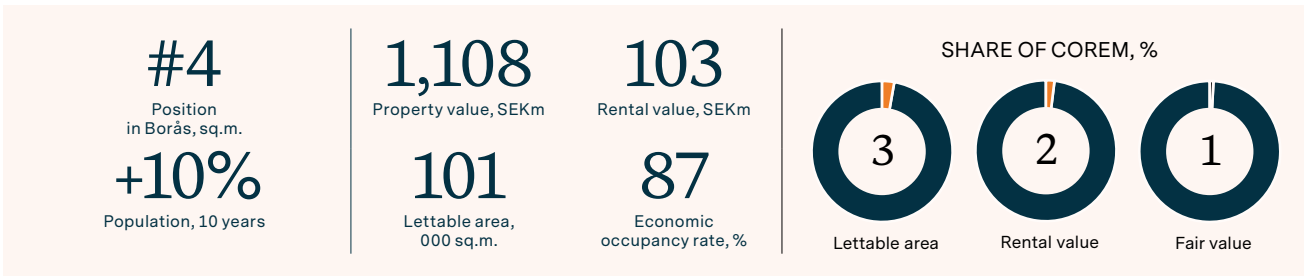 #4
Position
in Borås, sq.m.
+10%
Population, 10 years
1,108
Property value, SEKm
103
Rental value, SEKm
101
Lettable area,
000 sq.m.
87
Economic
occupancy rate, %
SHARE OF COREM, %
3
Lettable area
2
Rental value
1
Fair value